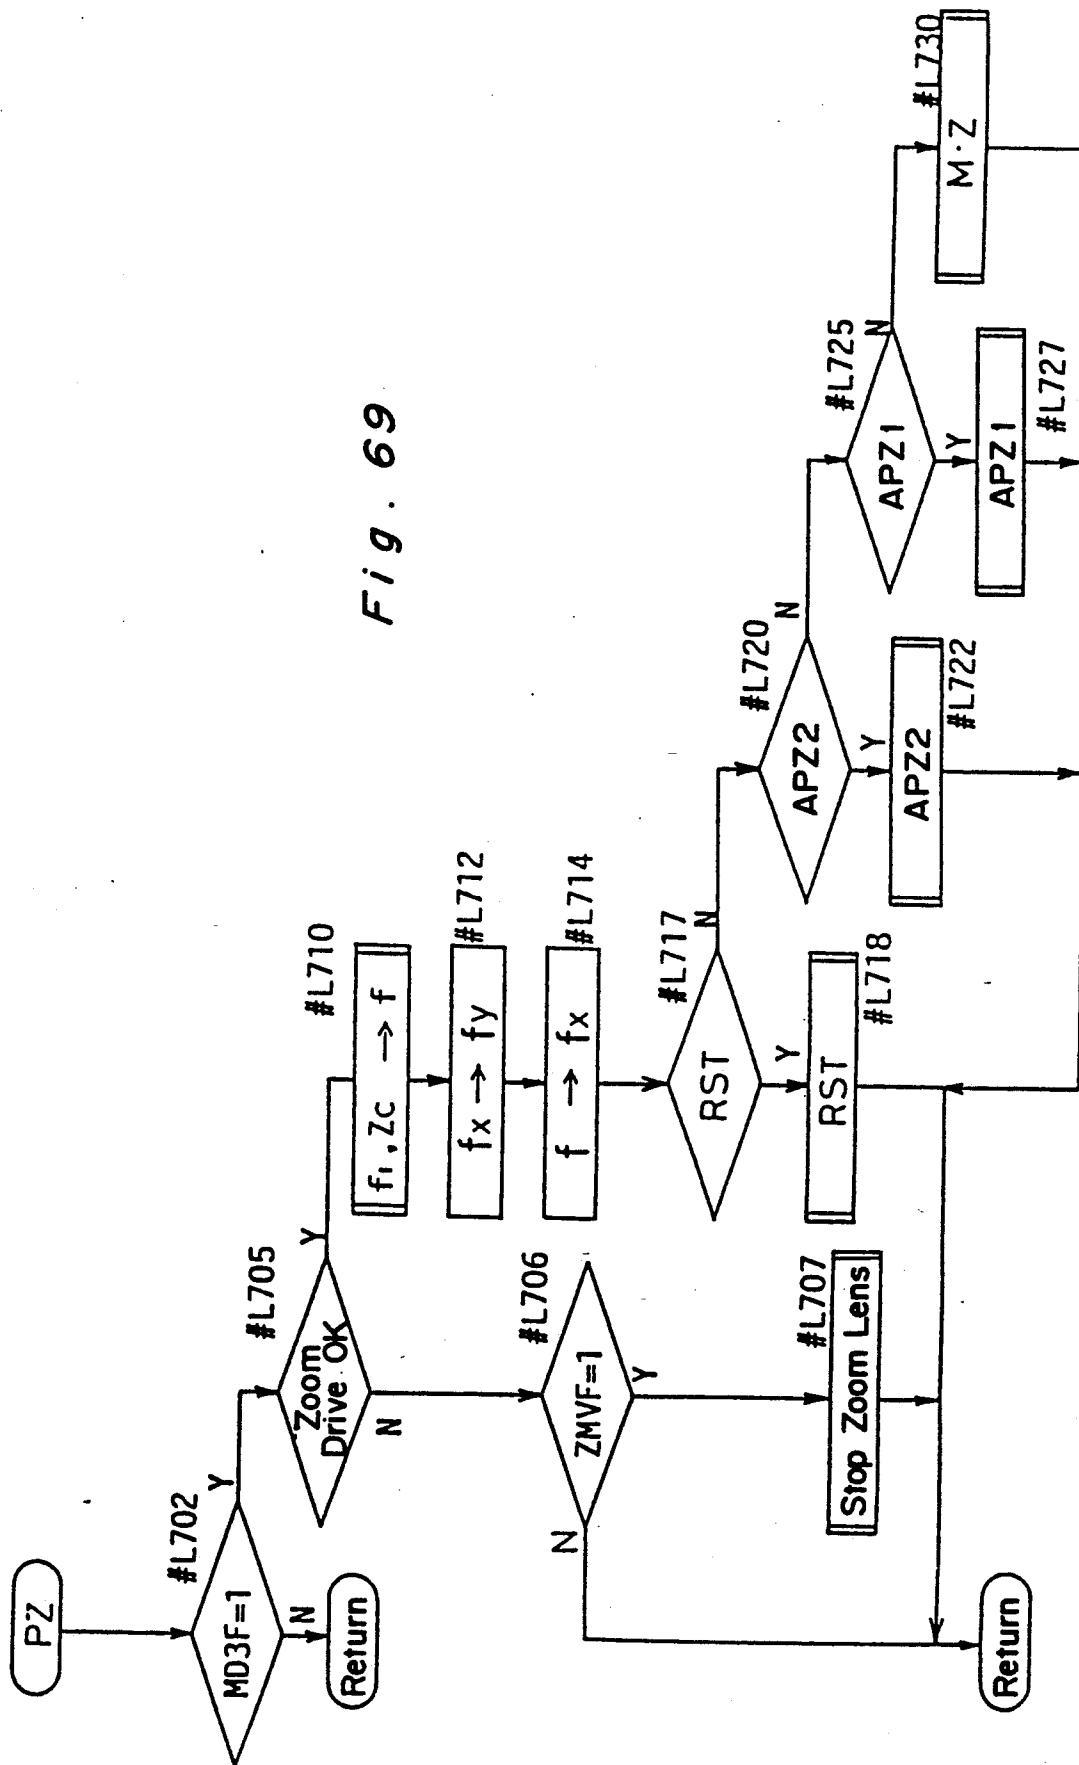 Fig. 69
PZ
#L702
MD3F=1
Y
N
Return
#L705
Zoom
Drive OK
Y
N
#L706
ZMVF=1
N
Y
#L707
Stop Zoom Lens
#L710
f1, Zc → f
#L712
fx → fy
#L714
f → fx
#L717
RST
N
Y
RST
#L718
#L720
APZ2
N
Y
APZ2
#L722
#L725
APZ1
N
Y
APZ1
#L727
#L730
M·Z
Return